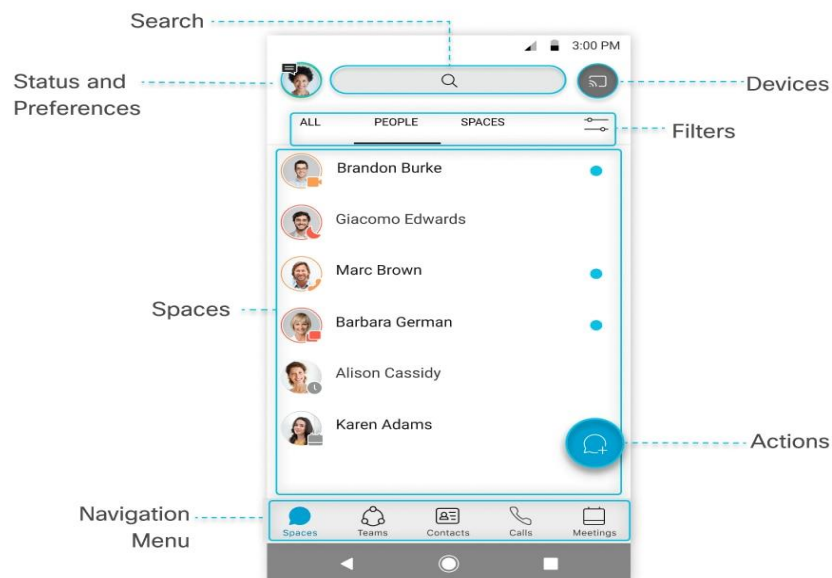 Search
3:00 PM
Status and
Preferences
Devices
ALL PEOPLE SPACES
Filters
Brandon Burke
Giacomo Edwards
Marc Brown
Spaces
Barbara German
Alison Cassidy
Karen Adams
Actions
Navigation
Menu
Spaces Teams Contacts Calls Meetings